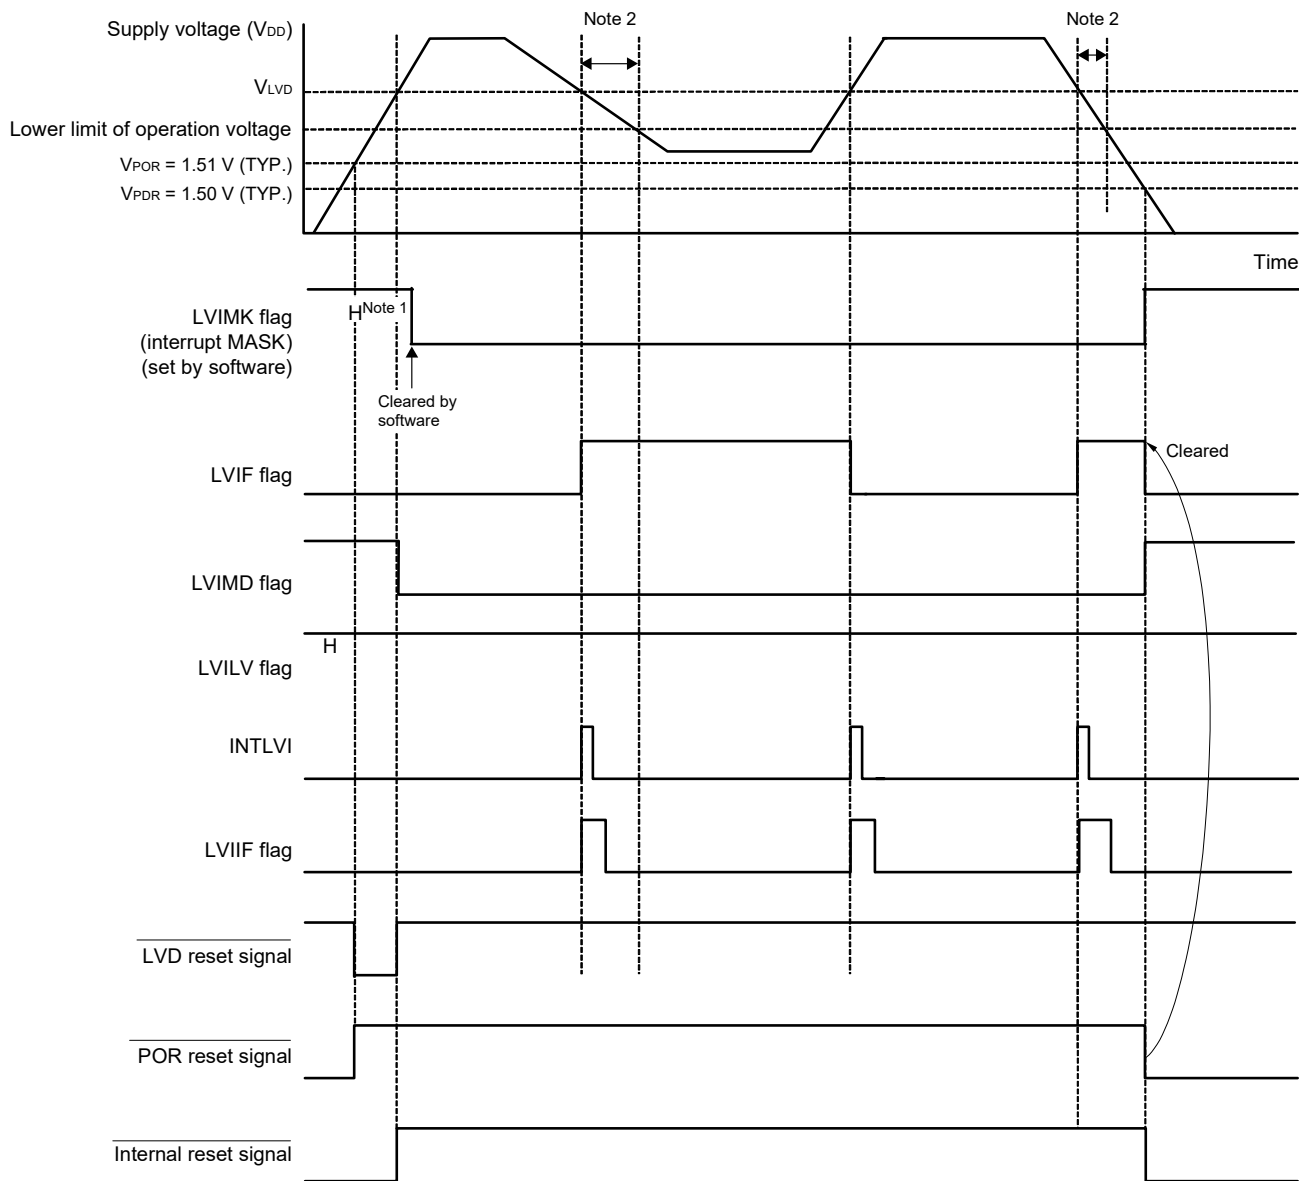 Note 2
Note 2
Supply voltage (VDD)
VLVD
Lower limit of operation voltage
VPOR = 1.51 V (TYP.)
VPDR = 1.50 V (TYP.)
Time
HNote 1
LVIMK flag
(interrupt MASK)
(set by software)
Cleared by
software
Cleared
LVIF flag
LVIMD flag
H
LVILV flag
INTLVI
LVIIF flag
LVD reset signal
POR reset signal
Internal reset signal